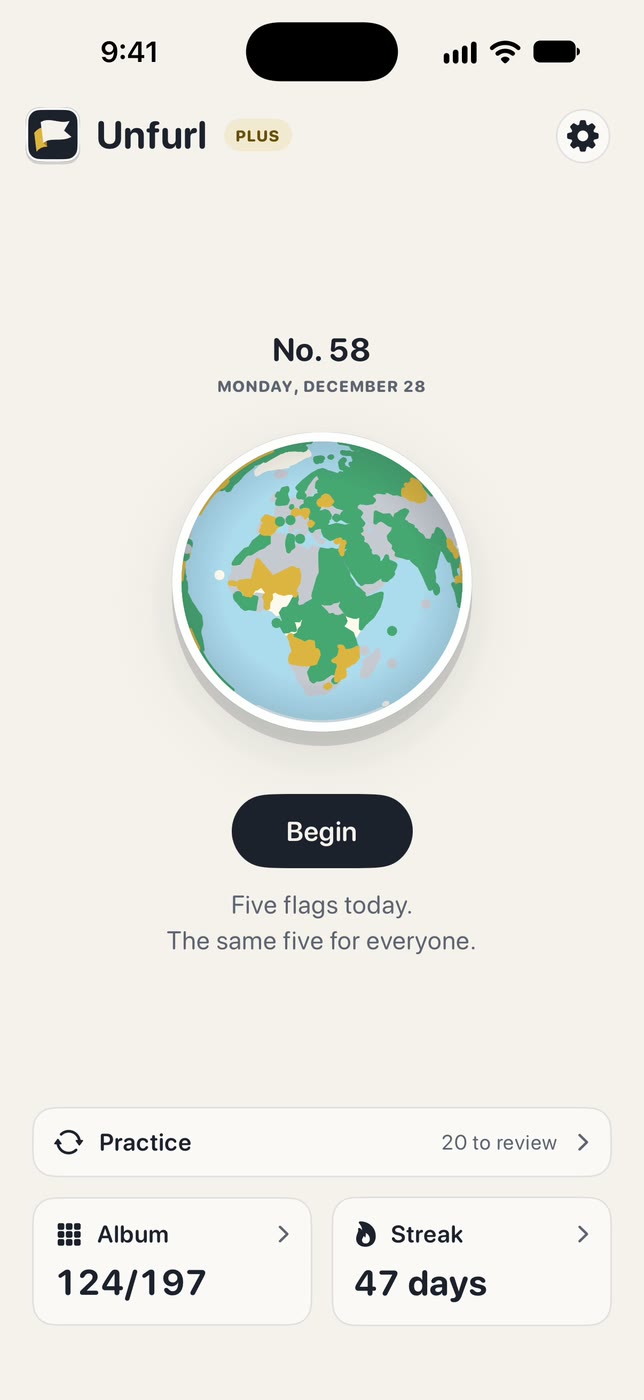 9:41
Unfurl
PLUS
No. 58
MONDAY, DECEMBER 28
Begin
Five flags today.
The same five for everyone.
Practice
20 to review
Album
124/197
Streak
47 days